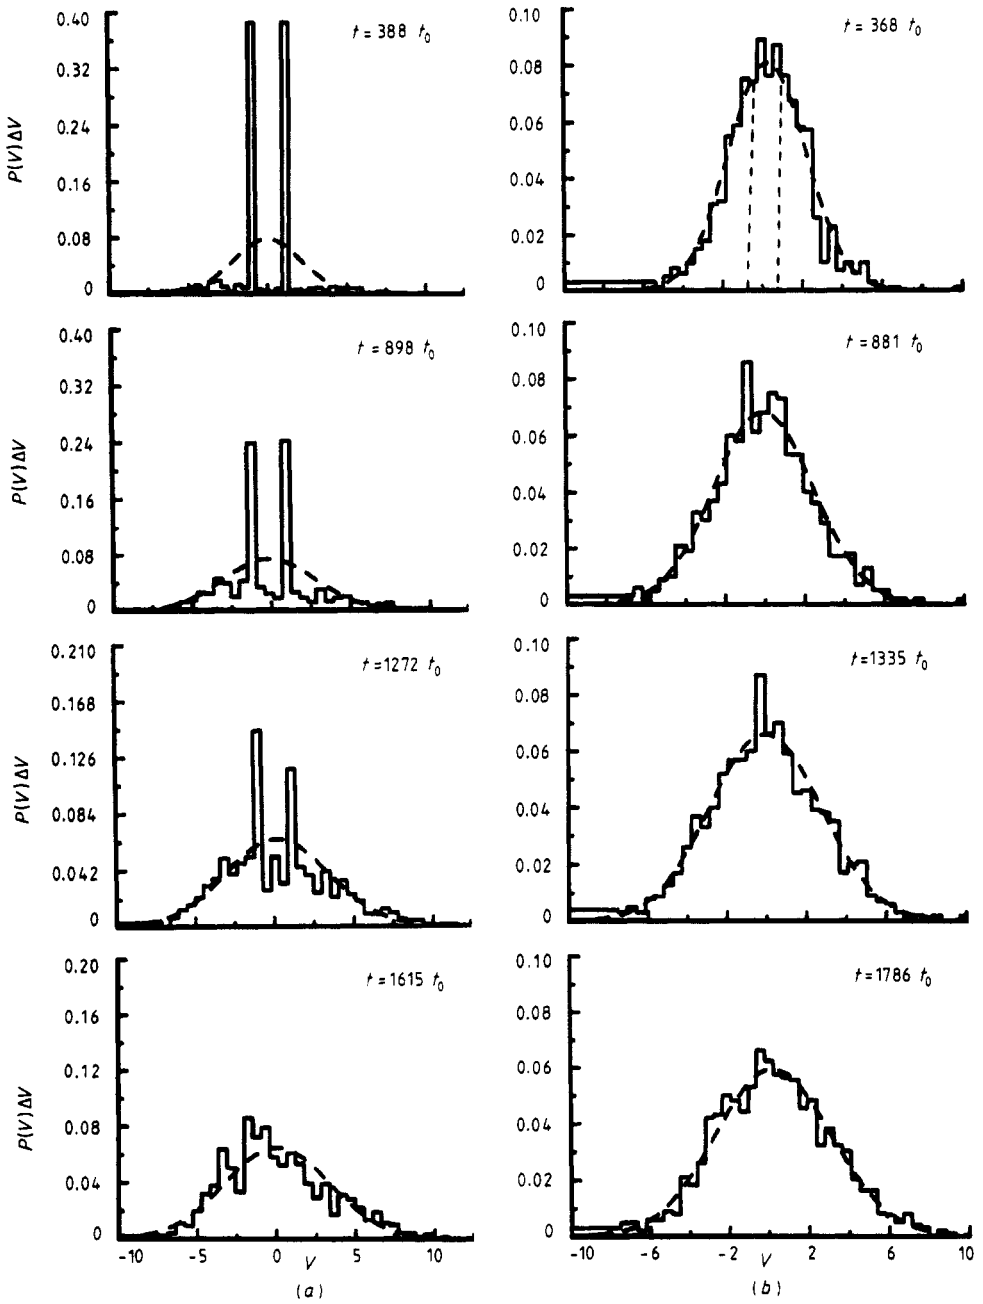 t = 388 t0
0.40
0.32
0.24
0.16
0.08
0
P(V)ΔV
t = 898 t0
0.40
0.32
0.24
0.16
0.08
0
P(V)ΔV
t =1272 t0
0.210
0.168
0.126
0.084
0.042
0
P(V)ΔV
t =1615 t0
0.20
0.16
0.12
0.08
0.04
0
P(V)ΔV
-10 -5 0 5 10
V
(a)
t = 368 t0
0.10
0.08
0.06
0.04
0.02
0
t = 881 t0
0.10
0.08
0.06
0.04
0.02
0
t =1335 t0
0.10
0.08
0.06
0.04
0.02
0
t =1786 t0
0.10
0.08
0.06
0.04
0.02
0
-10 -6 -2 2 6 10
V
(b)